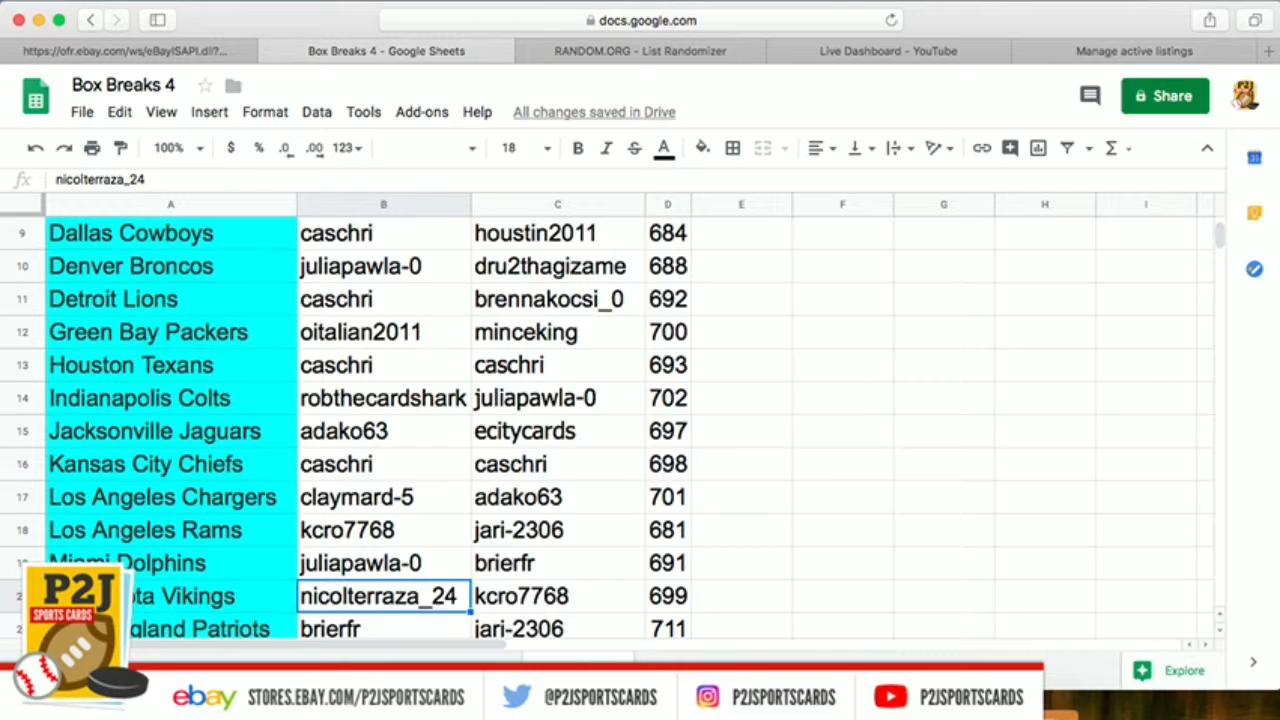 docs.google.com
https://ofr.ebay.com/ws/eBayISAPI.dll?...
Box Breaks 4 - Google Sheets
RANDOM.ORG - List Randomizer
Live Dashboard - YouTube
Manage active listings
Box Breaks 4
File Edit View Insert Format Data Tools Add-ons Help All changes saved in Drive
Share
100% $ % .0 .00 123 18 B I S A
fx nicolterraza_24
A B C D E F G H I
9 Dallas Cowboys caschri houstin2011 684
10 Denver Broncos juliapawla-0 dru2thagizame 688
11 Detroit Lions caschri brennakocsi_0 692
12 Green Bay Packers oitalian2011 minceking 700
13 Houston Texans caschri caschri 693
14 Indianapolis Colts robthecardshark juliapawla-0 702
15 Jacksonville Jaguars adako63 ecitycards 697
16 Kansas City Chiefs caschri caschri 698
17 Los Angeles Chargers claymard-5 adako63 701
18 Los Angeles Rams kcro7768 jari-2306 681
Miami Dolphins juliapawla-0 brierfr 691
ota Vikings nicolterraza_24 kcro7768 699
gland Patriots brierfr jari-2306 711
Explore
P2J
SPORTS CARDS
ebay STORES.EBAY.COM/P2JSPORTSCARDS @P2JSPORTSCARDS P2JSPORTSCARDS P2JSPORTSCARDS